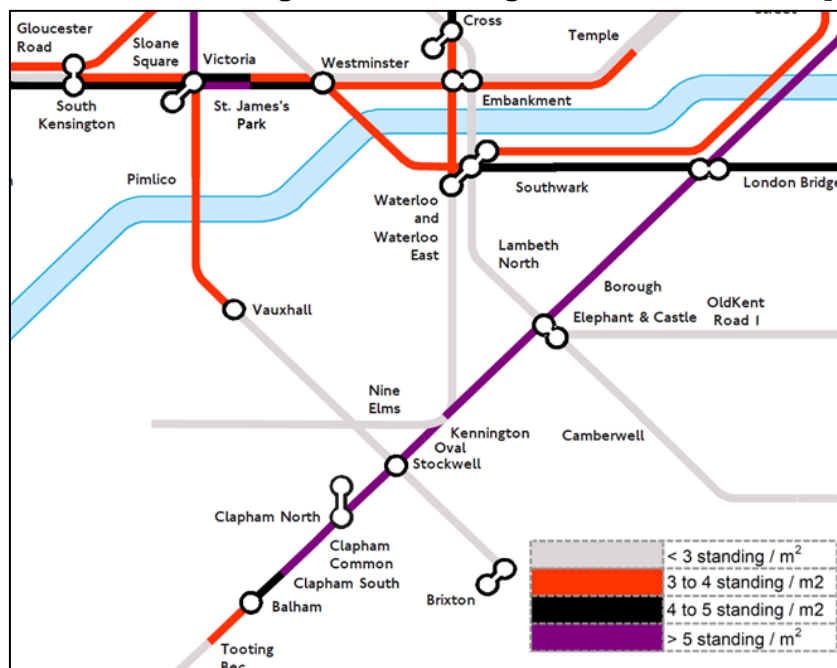 Gloucester
Road
Sloane
Square
Victoria
Westminster
Cross
Temple
South
Kensington
St. James's
Park
Embankment
Pimlico
Waterloo
and
Waterloo
East
Southwark
London Bridge
Lambeth
North
Borough
Vauxhall
Elephant & Castle
OldKent
Road I
Nine
Elms
Kennington
Oval
Stockwell
Camberwell
Clapham North
Clapham
Common
Clapham South
Balham
Brixton
Tooting
< 3 standing / m²
3 to 4 standing / m2
4 to 5 standing / m2
> 5 standing / m²